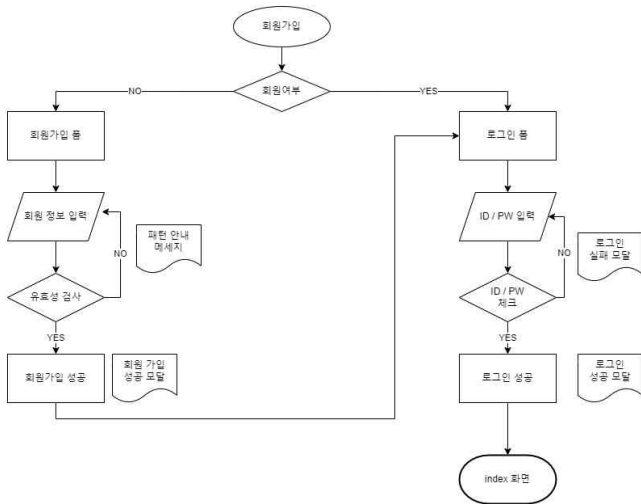 회원가입
회원여부
NO
YES
회원가입 폼
로그인 폼
회원 정보 입력
ID / PW 입력
패턴 안내
메세지
NO
로그인
실패 모달
NO
유효성 검사
ID / PW
체크
YES
YES
회원가입 성공
회원 가입
성공 모달
로그인 성공
로그인
성공 모달
index 화면